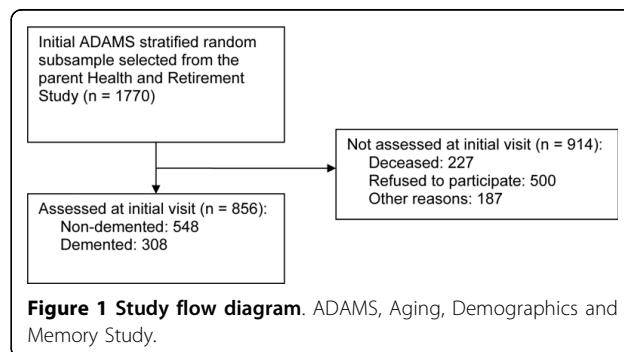 Initial ADAMS stratified random
subsample selected from the
parent Health and Retirement
Study (n = 1770)
Not assessed at initial visit (n = 914):
Deceased: 227
Refused to participate: 500
Other reasons: 187
Assessed at initial visit (n = 856):
Non-demented: 548
Demented: 308
Figure 1 Study flow diagram. ADAMS, Aging, Demographics and
Memory Study.